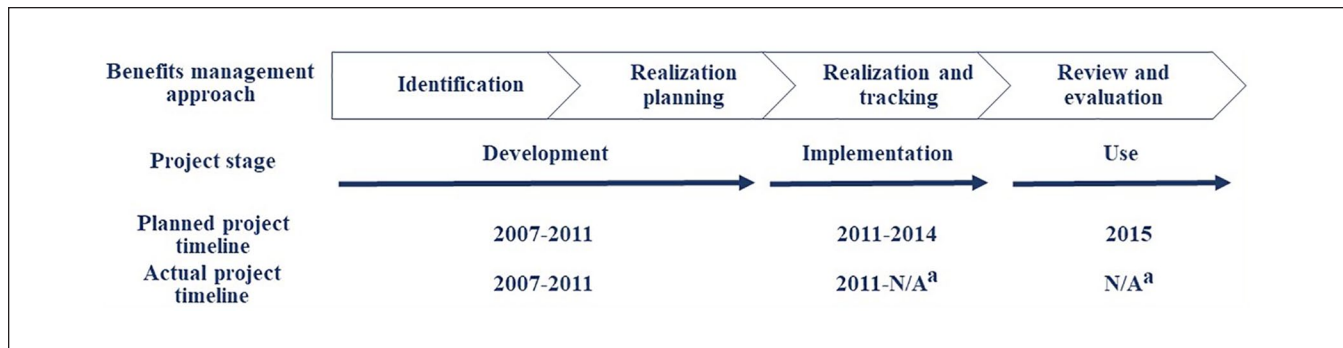 Benefits management
approach
Identification
Realization
planning
Realization and
tracking
Review and
evaluation
Project stage
Development
Implementation
Use
Planned project
timeline
2007-2011
2011-2014
2015
Actual project
timeline
2007-2011
2011-N/Aa
N/Aa